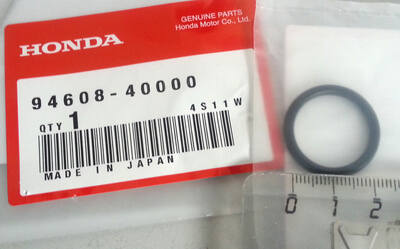 GENUINE PARTS
Honda Motor Co., Ltd.
HONDA
94608-40000
4S11W
QTY 1
MADE IN JAPAN
0 1 2